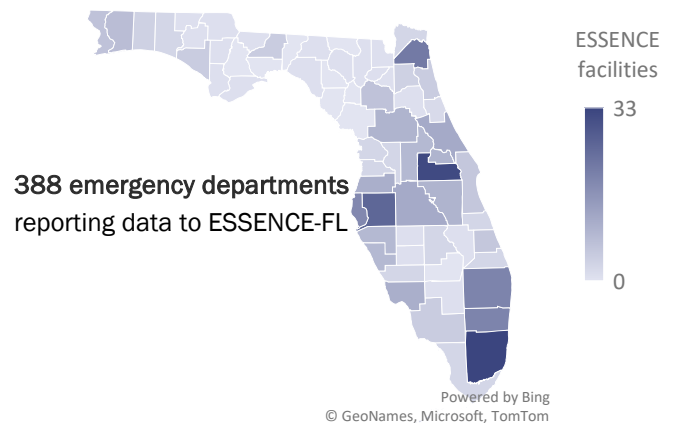 ESSENCE
facilities
33
388 emergency departments
reporting data to ESSENCE-FL
0
Powered by Bing
© GeoNames, Microsoft, TomTom